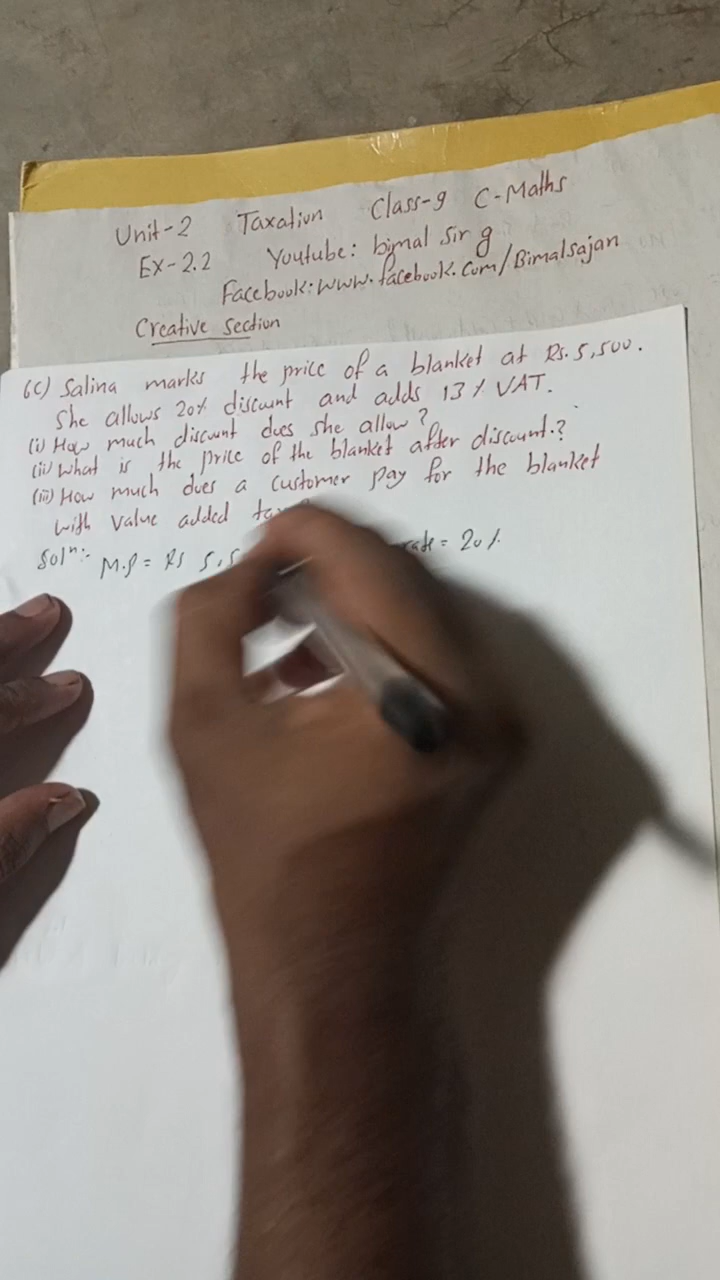 Unit-2 Taxation Class-9 C-Maths
Ex-2.2 Youtube: bimal sir g
Facebook: www.facebook.com/Bimalsajan
Creative section
6c) Salina marks the price of a blanket at Rs. 5,500.
She allows 20% discount and adds 13% VAT.
(i) How much discount does she allow?
(ii) What is the price of the blanket after discount.?
(iii) How much does a customer pay for the blanket
with value added
Solⁿ:- M.P = Rs = 20%